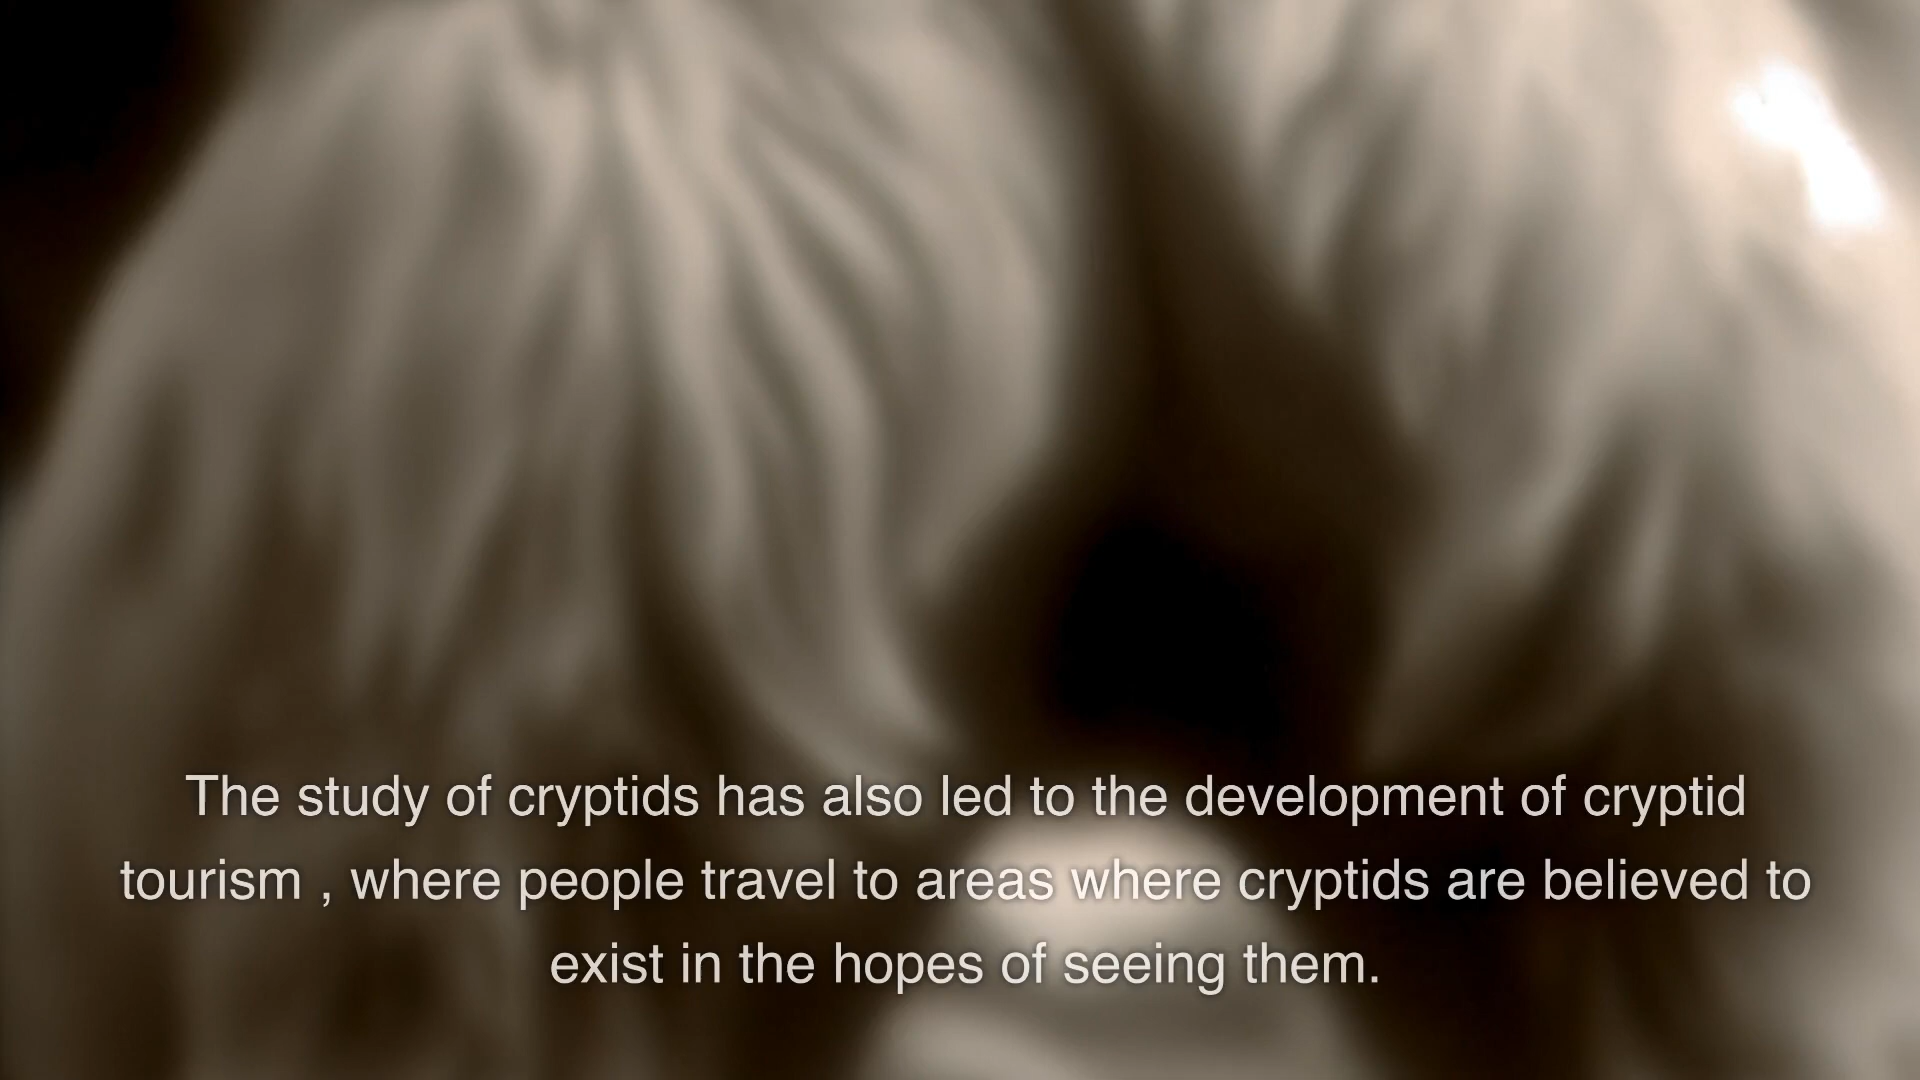 The study of cryptids has also led to the development of cryptid
tourism , where people travel to areas where cryptids are believed to
exist in the hopes of seeing them.